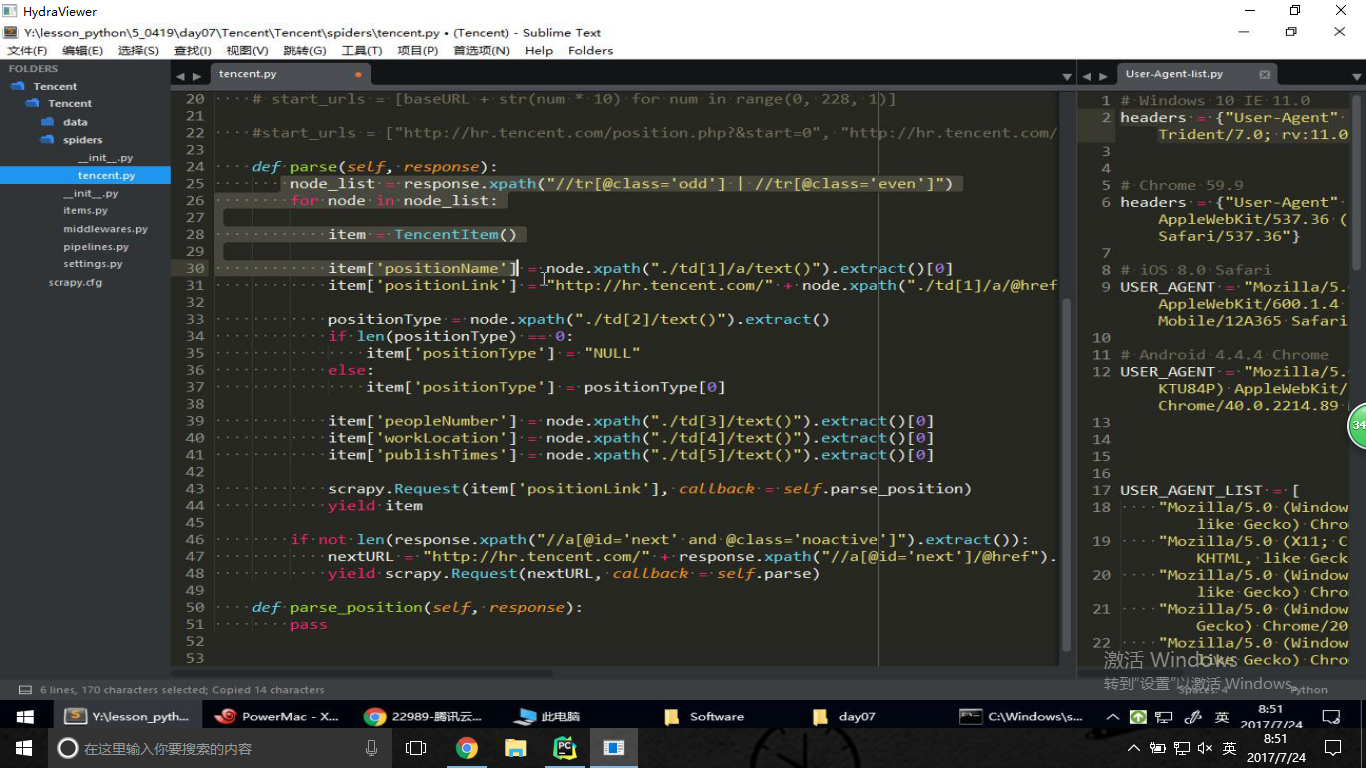 HydraViewer
Y:\lesson_python\5_0419\day07\Tencent\Tencent\spiders\tencent.py • (Tencent) - Sublime Text
文件(F) 编辑(E) 选择(S) 查找(I) 视图(V) 跳转(G) 工具(T) 项目(P) 首选项(N) Help Folders
FOLDERS
Tencent
Tencent
data
spiders
__init__.py
tencent.py
__init__.py
items.py
middlewares.py
pipelines.py
settings.py
scrapy.cfg
tencent.py
20 # start_urls = [baseURL + str(num * 10) for num in range(0, 228, 1)]
21
22 #start_urls = ["http://hr.tencent.com/position.php?&start=0", "http://hr.tencent.com/
23
24 def parse(self, response):
25 node_list = response.xpath("//tr[@class='odd'] | //tr[@class='even']")
26 for node in node_list:
27
28 item = TencentItem()
29
30 item['positionName'] = node.xpath("./td[1]/a/text()").extract()[0]
31 item['positionLink'] = "http://hr.tencent.com/" + node.xpath("./td[1]/a/@href
32
33 positionType = node.xpath("./td[2]/text()").extract()
34 if len(positionType) == 0:
35 item['positionType'] = "NULL"
36 else:
37 item['positionType'] = positionType[0]
38
39 item['peopleNumber'] = node.xpath("./td[3]/text()").extract()[0]
40 item['workLocation'] = node.xpath("./td[4]/text()").extract()[0]
41 item['publishTimes'] = node.xpath("./td[5]/text()").extract()[0]
42
43 scrapy.Request(item['positionLink'], callback = self.parse_position)
44 yield item
45
46 if not len(response.xpath("//a[@id='next' and @class='noactive']").extract()):
47 nextURL = "http://hr.tencent.com/" + response.xpath("//a[@id='next']/@href").
48 yield scrapy.Request(nextURL, callback = self.parse)
49
50 def parse_position(self, response):
51 pass
52
53
User-Agent-list.py
1 # Windows 10 IE 11.0
2 headers = {"User-Agent"
Trident/7.0; rv:11.0
3
4
5 # Chrome 59.9
6 headers = {"User-Agent"
AppleWebKit/537.36 (
Safari/537.36"}
7
8 # iOS 8.0 Safari
9 USER_AGENT = "Mozilla/5.
AppleWebKit/600.1.4
Mobile/12A365 Safari
10
11 # Android 4.4.4 Chrome
12 USER_AGENT = "Mozilla/5.
KTU84P) AppleWebKit/
Chrome/40.0.2214.89
13
14
15
16
17 USER_AGENT_LIST = [
18 "Mozilla/5.0 (Window
like Gecko) Chro
19 "Mozilla/5.0 (X11; C
KHTML, like Geck
20 "Mozilla/5.0 (Window
like Gecko) Chro
21 "Mozilla/5.0 (Window
Gecko) Chrome/20
22 "Mozilla/5.0 (Window
like Gecko) Chro
34
激活 Windows
转到"设置"以激活 Windows。
6 lines, 170 characters selected; Copied 14 characters
Spaces: 4
Python
Y:\lesson_pyth... PowerMac - X... 22989-腾讯云... 此电脑 Software day07 C:\Windows\s... 英 8:51
2017/7/24
在这里输入你要搜索的内容 PC 英 8:51
2017/7/24